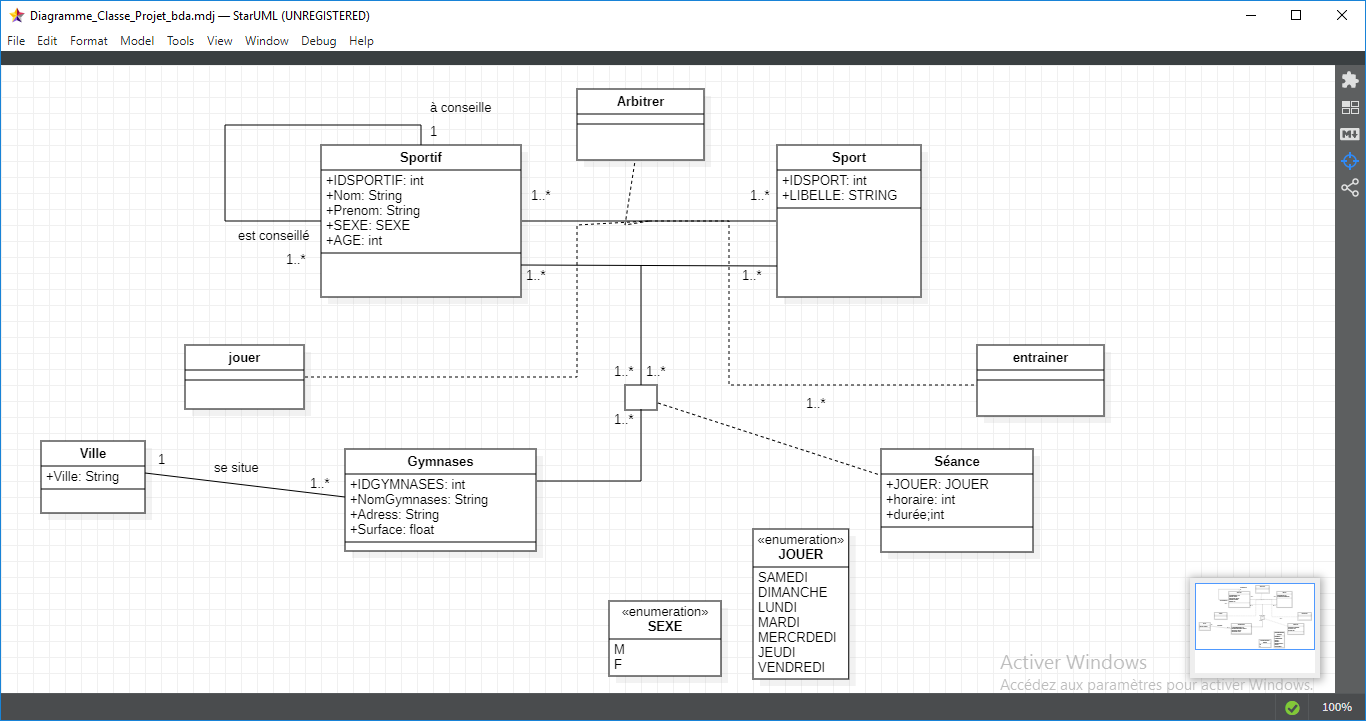 Diagramme_Classe_Projet_bda.mdj — StarUML (UNREGISTERED)
File Edit Format Model Tools View Window Debug Help
à conseille
1
Arbitrer
Sportif
+IDSPORTIF: int
+Nom: String
+Prenom: String
+SEXE: SEXE
+AGE: int
1..*
1..*
Sport
+IDSPORT: int
+LIBELLE: STRING
est conseillé
1..*
1..*
1..*
jouer
1..*
1..*
1..*
entrainer
1..*
Ville
+Ville: String
1
se situe
1..*
Gymnases
+IDGYMNASES: int
+NomGymnases: String
+Adress: String
+Surface: float
Séance
+JOUER: JOUER
+horaire: int
+durée;int
«enumeration»
JOUER
SAMEDI
DIMANCHE
LUNDI
MARDI
MERCRDEDI
JEUDI
VENDREDI
«enumeration»
SEXE
M
F
Activer Windows
Accédez aux paramètres pour activer Windows.
100%